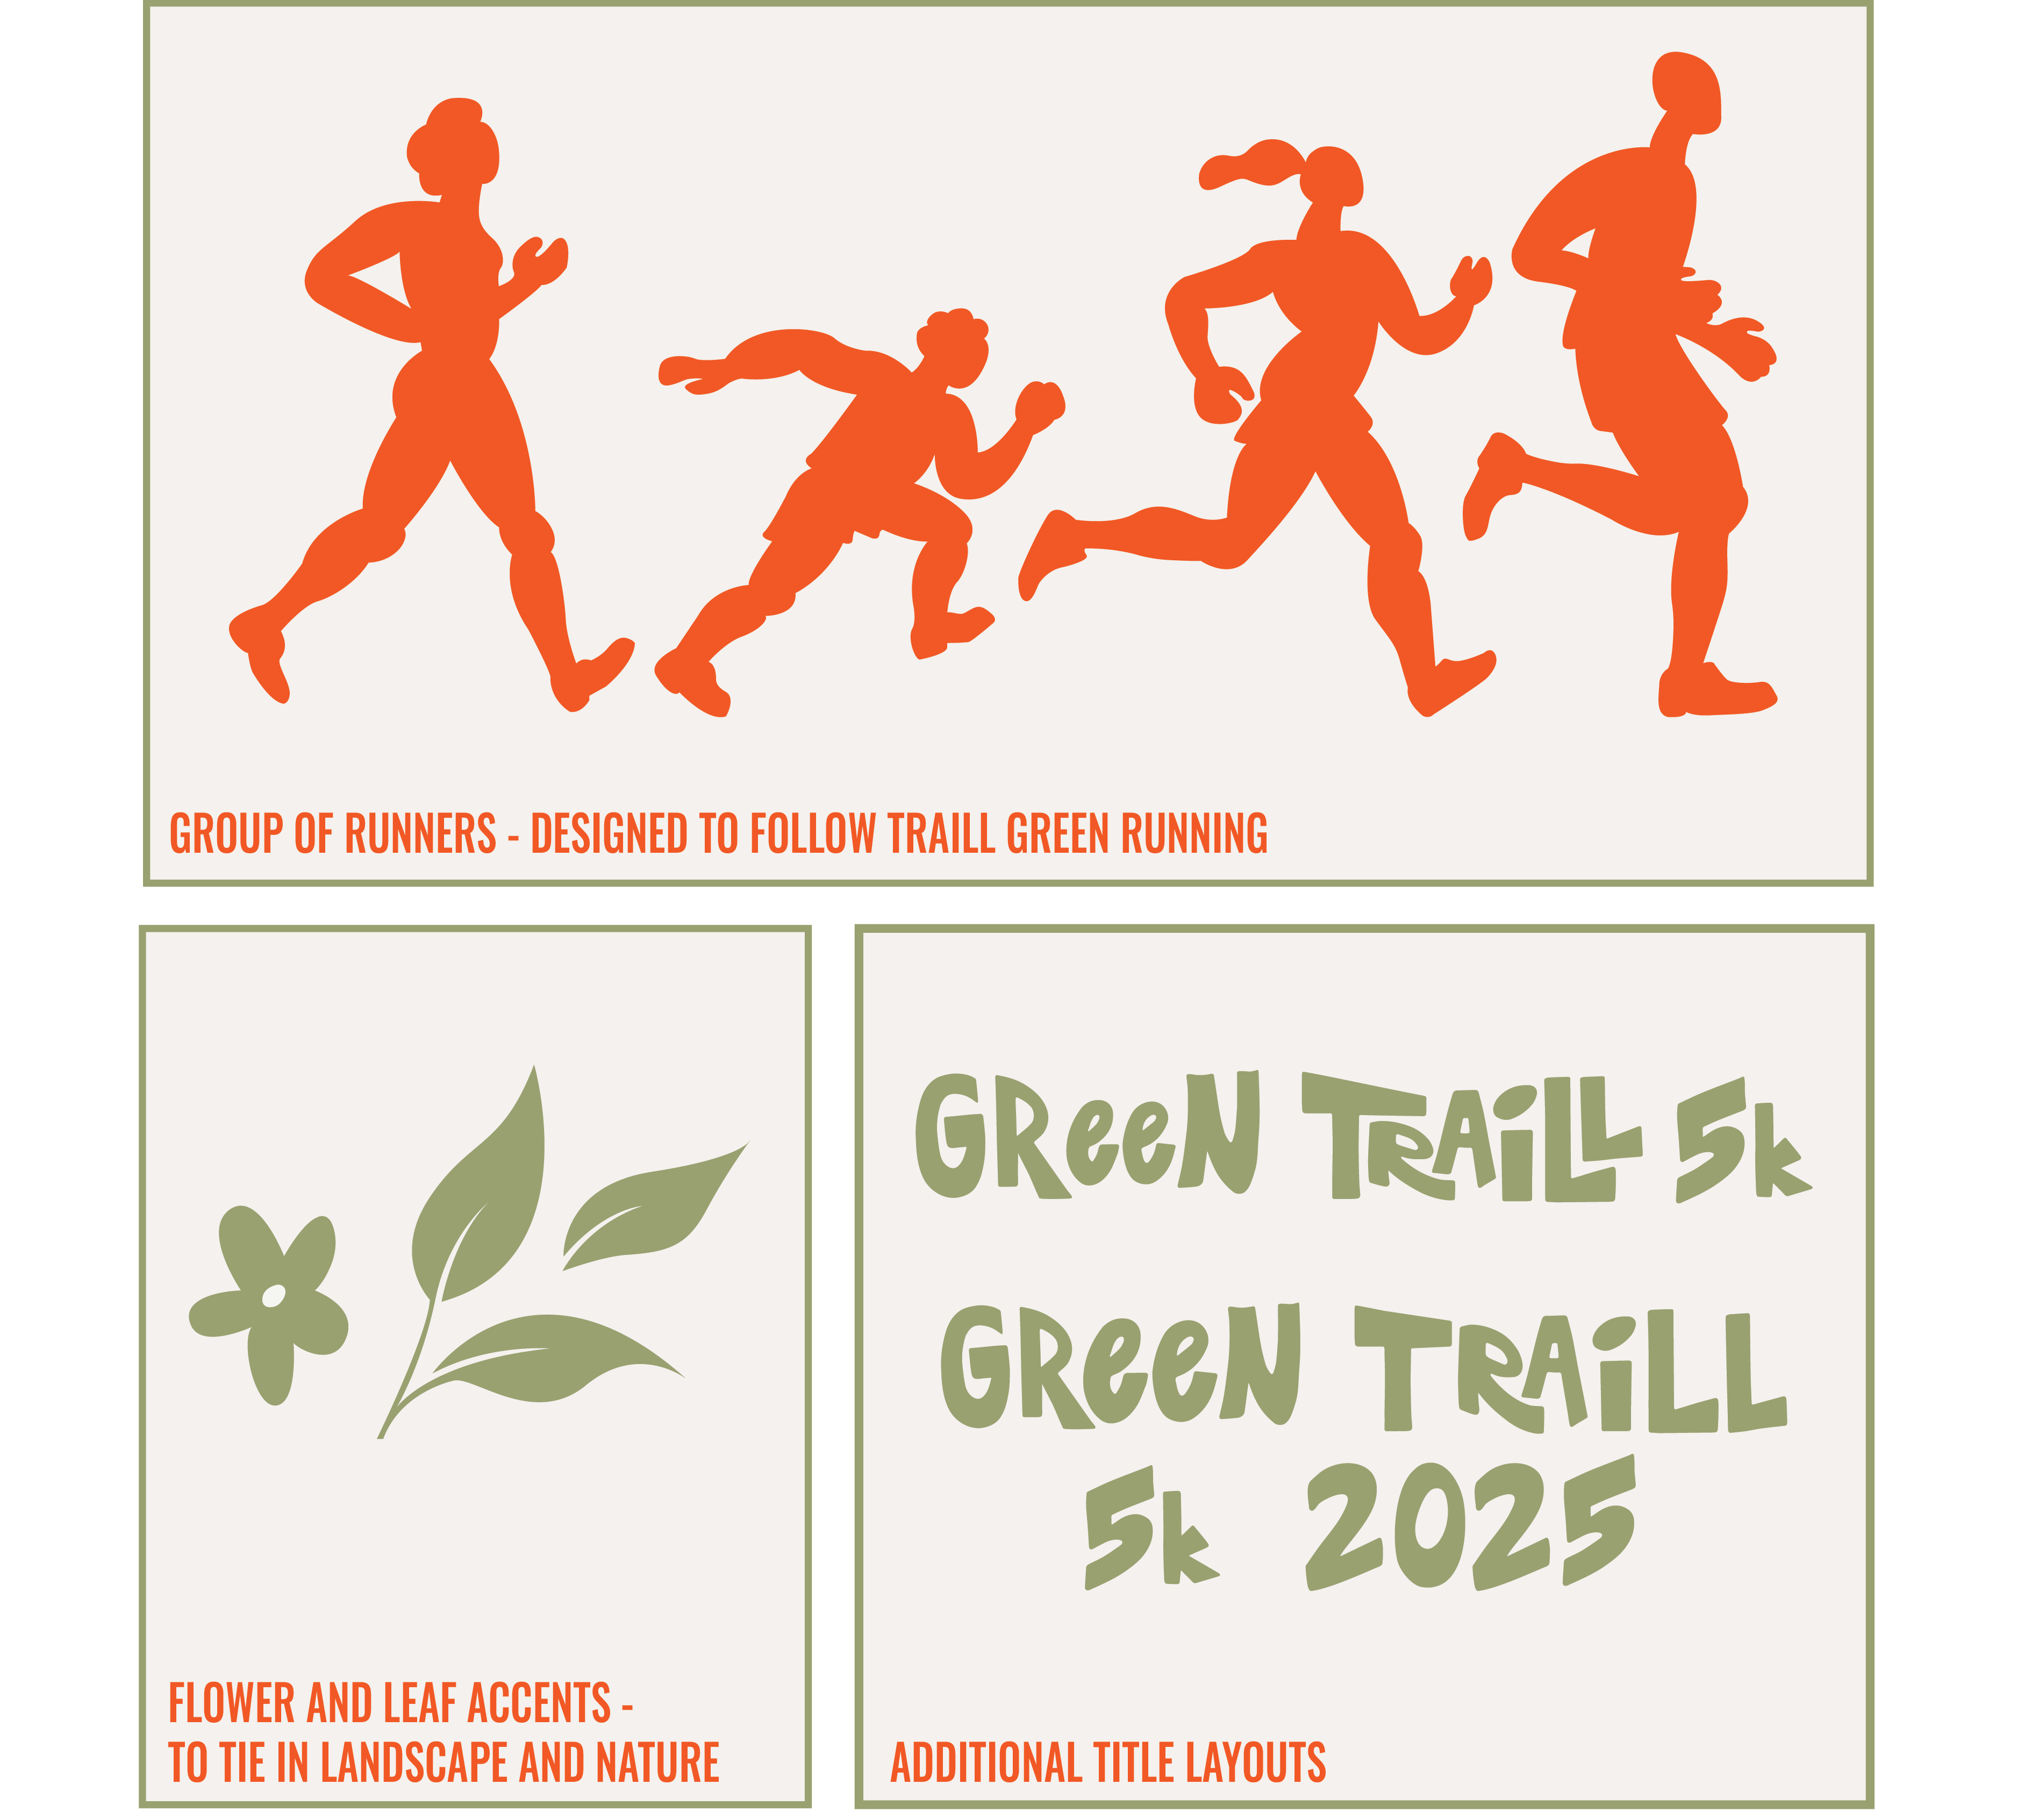 GROUP OF RUNNERS - DESIGNED TO FOLLOW TRAILL GREEN RUNNING
GReeN TRAiLL 5k
GReeN TRAiLL
5k 2025
FLOWER AND LEAF ACCENTS -
TO TIE IN LANDSCAPE AND NATURE
ADDITIONAL TITLE LAYOUTS